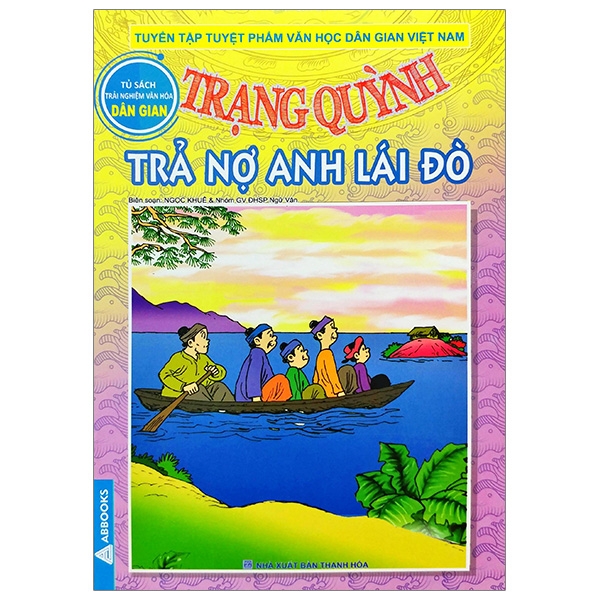 TUYỂN TẬP TUYỆT PHẨM VĂN HỌC DÂN GIAN VIỆT NAM
TỦ SÁCH
TRẢI NGHIỆM VĂN HÓA
DÂN GIAN
TRẠNG QUỲNH
TRẢ NỢ ANH LÁI ĐÒ
Biên soạn: NGỌC KHUÊ & Nhóm GV ĐHSP Ngữ Văn
ABBOOKS
NHÀ XUẤT BẢN THANH HÓA